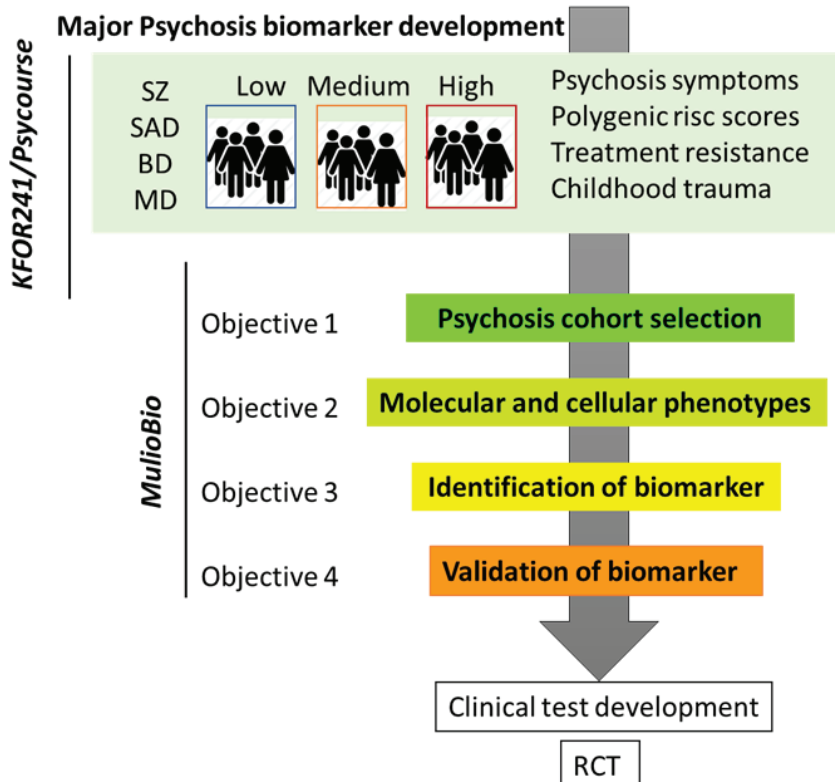 Major Psychosis biomarker development
KFOR241/Psycourse
SZ
SAD
BD
MD
Low Medium High
Psychosis symptoms
Polygenic risc scores
Treatment resistance
Childhood trauma
MulioBio
Objective 1 Psychosis cohort selection
Objective 2 Molecular and cellular phenotypes
Objective 3 Identification of biomarker
Objective 4 Validation of biomarker
Clinical test development
RCT